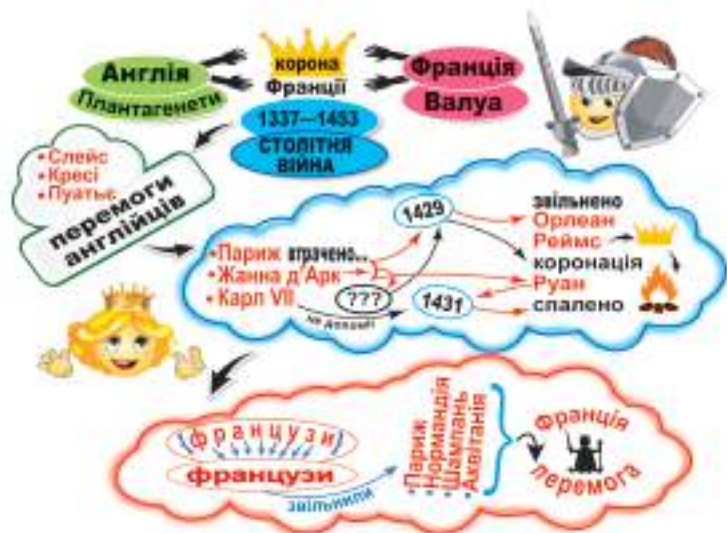 Англія
Плантагенети
корона
Франції
Франція
Валуа
1337—1453
СТОЛІТНЯ
ВІЙНА
• Слейс
• Кресі
• Пуатьє
перемоги
англійців
• Париж втрачено...
• Жанна д'Арк
• Карл VII
???
1429
1431
звільнено
Орлеан
Реймс
коронація
Руан
спалено
(французи)
французи
звільнили
• Париж
• Нормандія
• Шампань
• Аквітанія
Франція
перемога